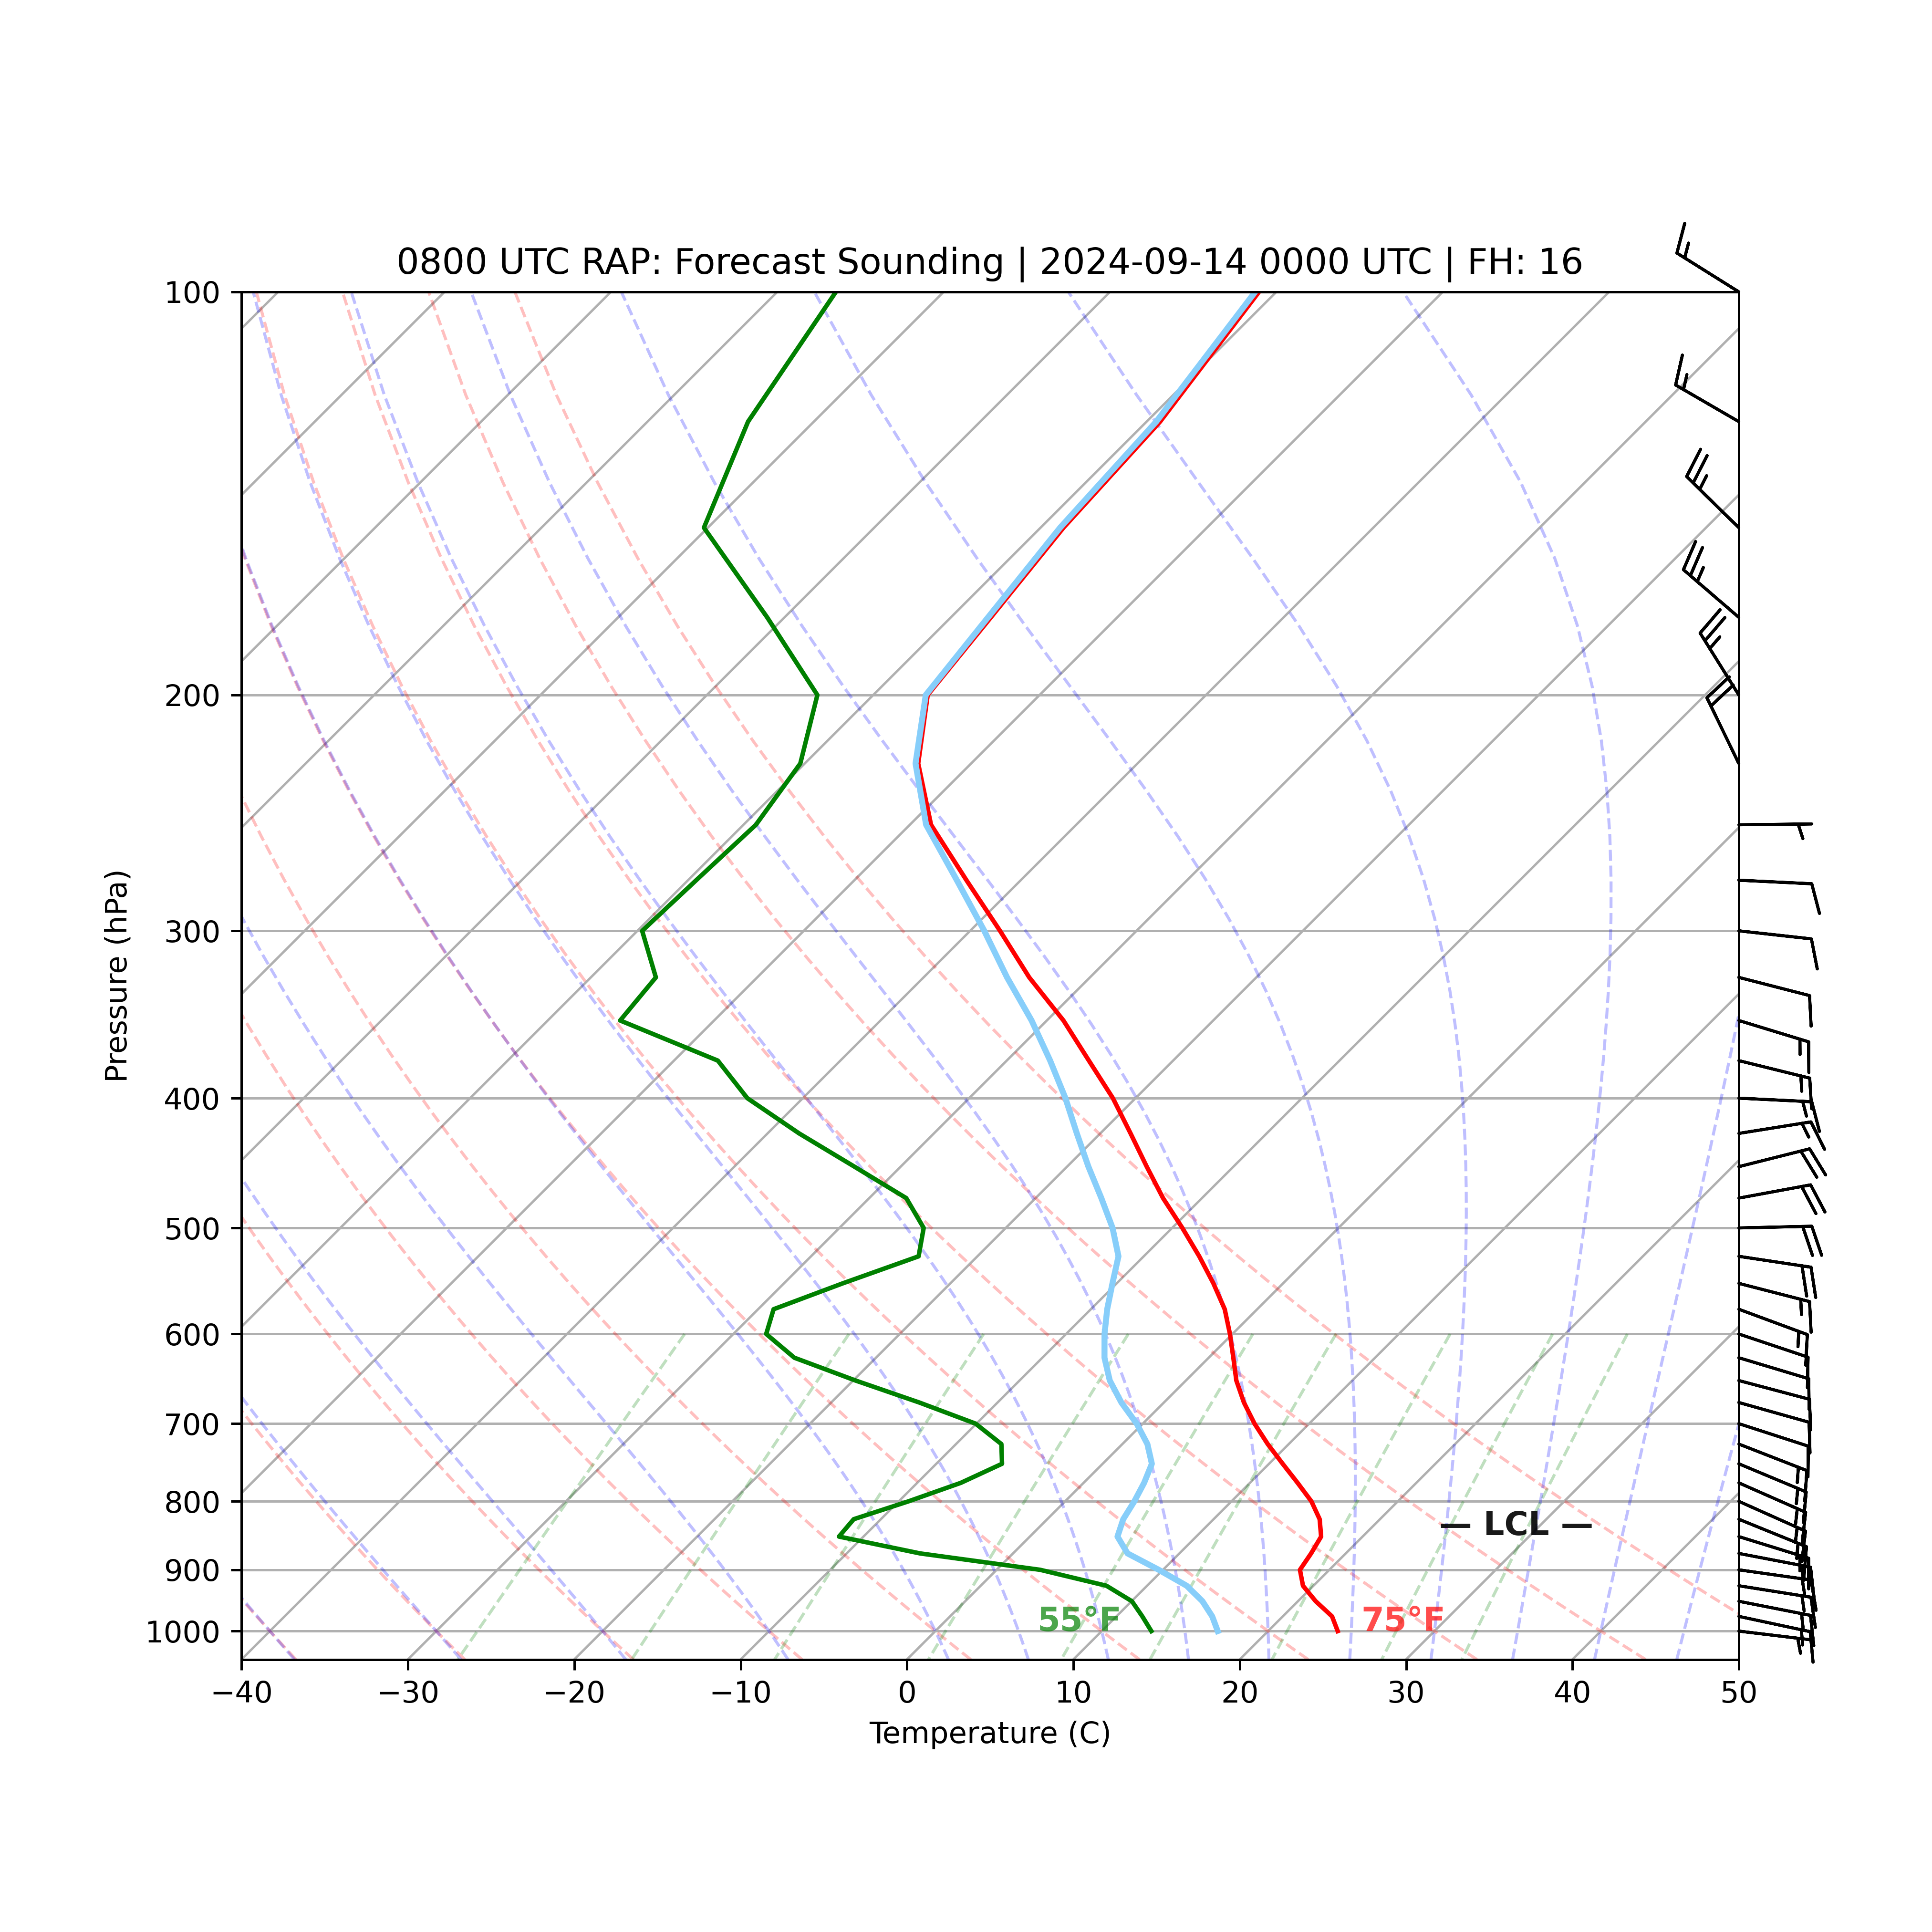 0800 UTC RAP: Forecast Sounding | 2024-09-14 0000 UTC | FH: 16
100
200
300
400
500
600
700
800
900
1000
Pressure (hPa)
— LCL —
55°F
75°F
−40 −30 −20 −10 0 10 20 30 40 50
Temperature (C)